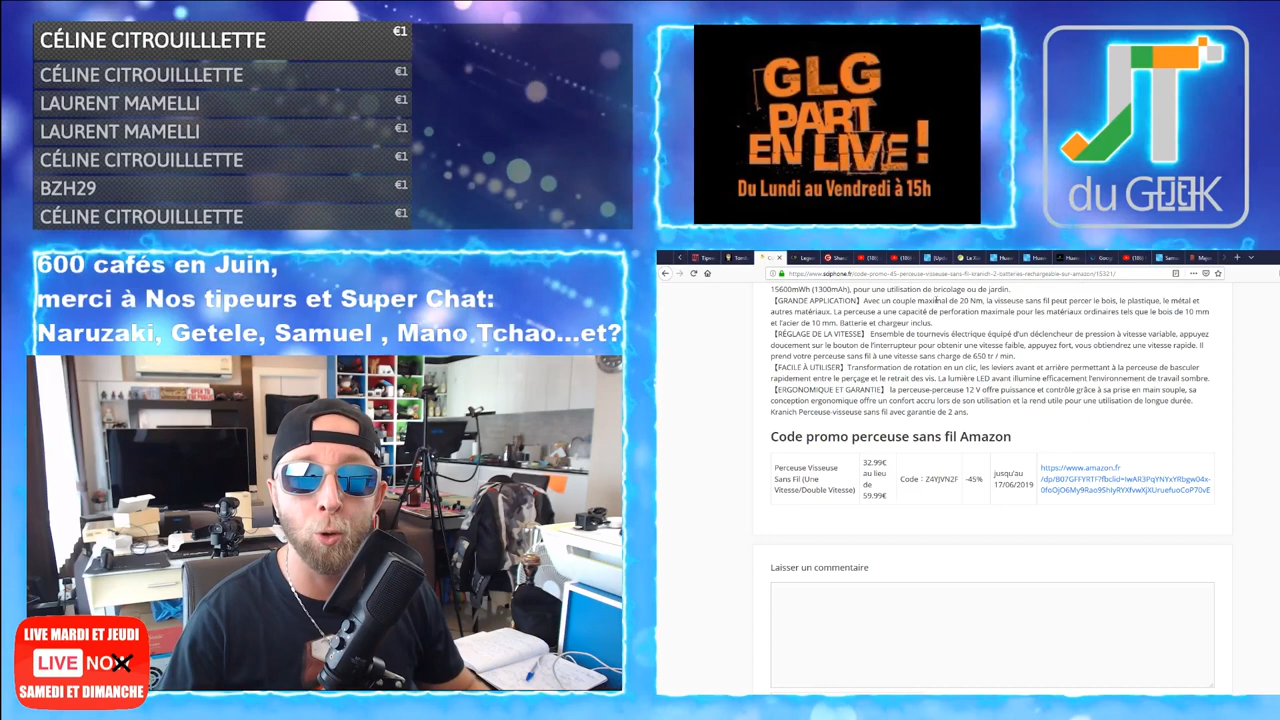 CÉLINE CITROUILLLETTE €1
CÉLINE CITROUILLLETTE €1
LAURENT MAMELLI €1
LAURENT MAMELLI €1
CÉLINE CITROUILLLETTE €1
BZH29 €1
CÉLINE CITROUILLLETTE €1
GLG
PART
EN LIVE !
Du Lundi au Vendredi à 15h
JT
du GEEK
600 cafés en Juin,
merci à Nos tipeurs et Super Chat:
Naruzaki, Getele, Samuel , Mano Tchao...et?
LIVE MARDI ET JEUDI
LIVE NOW
SAMEDI ET DIMANCHE
15600mWh (1300mAh), pour une utilisation de bricolage ou de jardin.
【GRANDE APPLICATION】Avec un couple maximal de 20 Nm, la visseuse sans fil peut percer le bois, le plastique, le métal et
autres matériaux. La perceuse a une capacité de perforation maximale pour les matériaux ordinaires tels que le bois de 10 mm
et l'acier de 10 mm. Batterie et chargeur inclus.
【RÉGLAGE DE LA VITESSE】 Ensemble de tournevis électrique équipé d'un déclencheur de pression à vitesse variable, appuyez
doucement sur le bouton de l'interrupteur pour obtenir une vitesse faible, appuyez fort, vous obtiendrez une vitesse rapide. Il
prend votre perceuse sans fil à une vitesse sans charge de 650 tr / min.
【FACILE À UTILISER】Transformation de rotation en un clic, les leviers avant et arrière permettant à la perceuse de basculer
rapidement entre le perçage et le retrait des vis. La lumière LED avant illumine efficacement l'environnement de travail sombre.
【ERGONOMIQUE ET GARANTIE】 la perceuse-perceuse 12 V offre puissance et contrôle grâce à sa prise en main souple, sa
conception ergonomique offre un confort accru lors de son utilisation et la rend utile pour une utilisation de longue durée.
Kranich Perceuse-visseuse sans fil avec garantie de 2 ans.
Code promo perceuse sans fil Amazon
Perceuse Visseuse
Sans Fil (Une
Vitesse/Double Vitesse)
32.99€
au lieu
de
59.99€
Code : Z4YJVN2F
-45%
jusqu'au
17/06/2019
https://www.amazon.fr
Laisser un commentaire